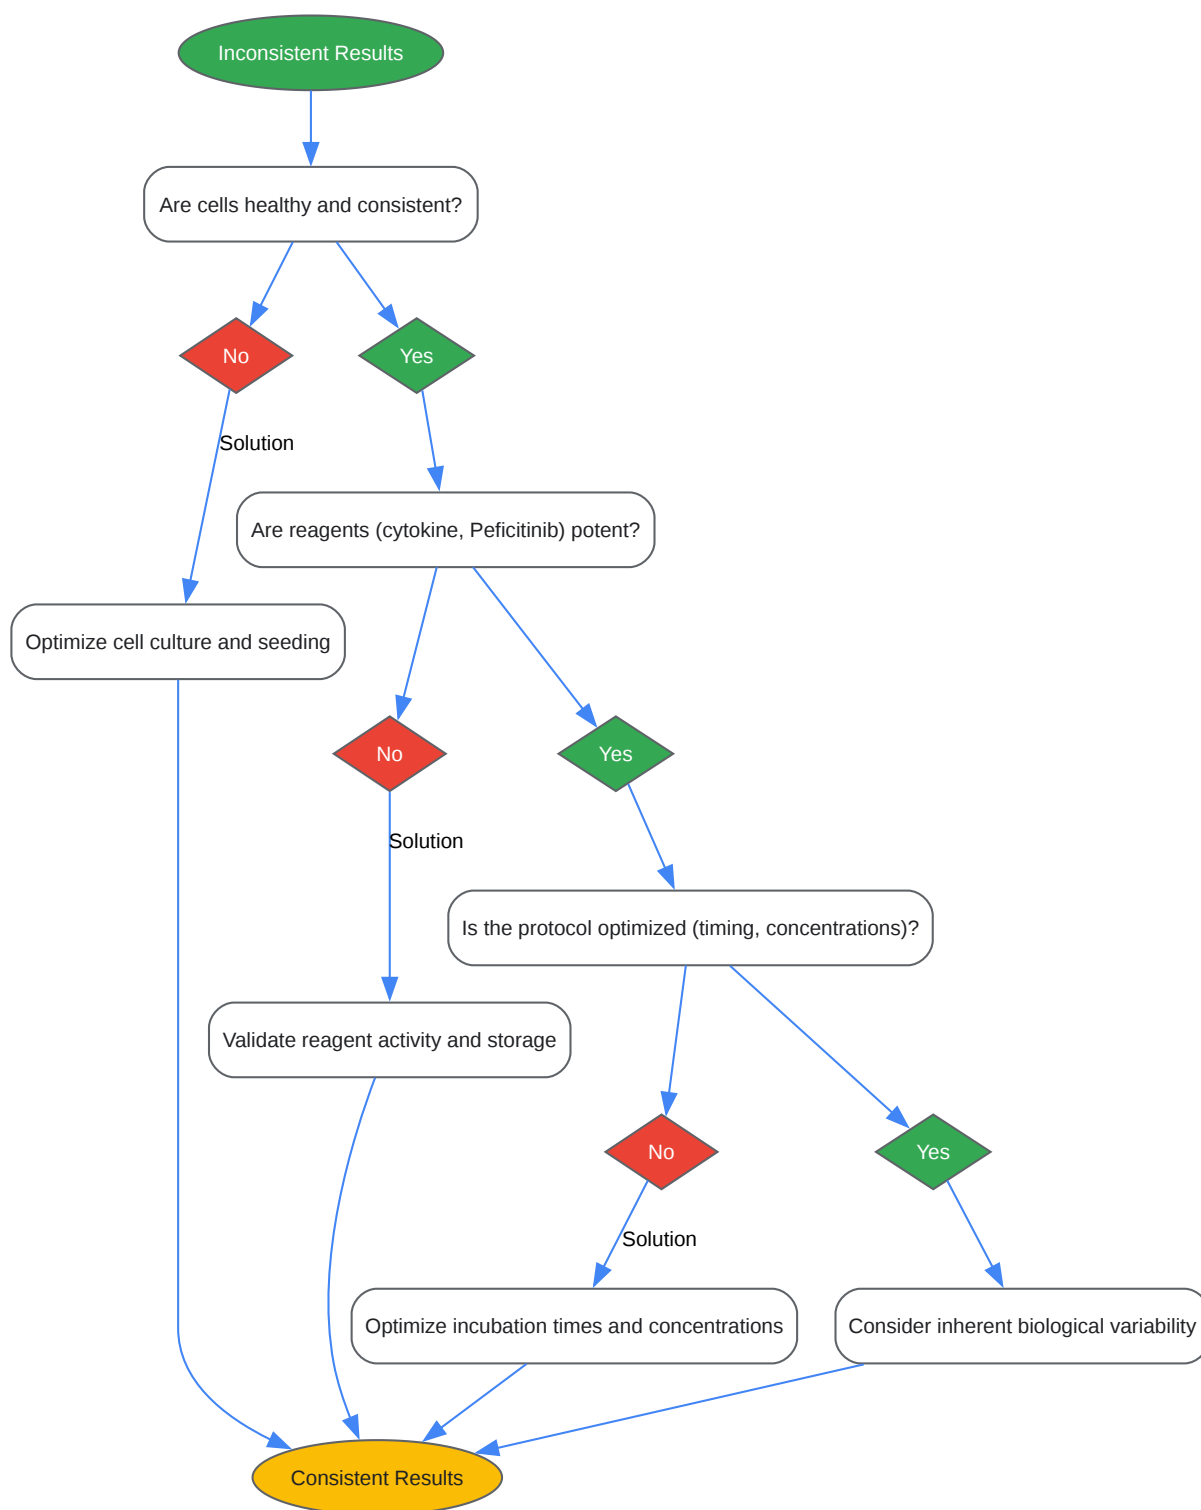 Inconsistent Results
Are cells healthy and consistent?
No
Yes
Solution
Are reagents (cytokine, Peficitinib) potent?
Optimize cell culture and seeding
No
Yes
Solution
Is the protocol optimized (timing, concentrations)?
Validate reagent activity and storage
No
Yes
Solution
Optimize incubation times and concentrations
Consider inherent biological variability
Consistent Results